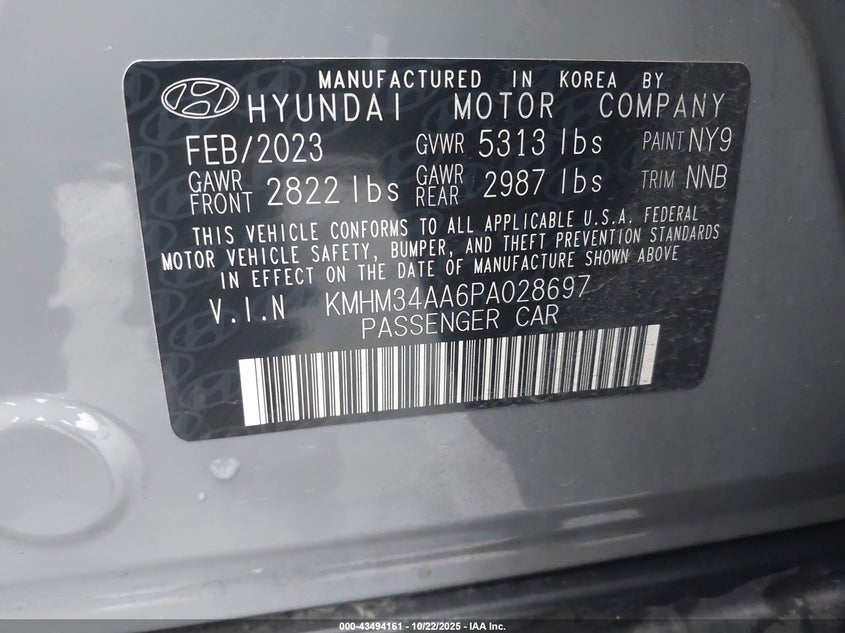 MANUFACTURED IN KOREA BY
HYUNDAI MOTOR COMPANY
FEB/2023 GVWR 5313 lbs PAINT NY9
GAWR FRONT 2822 lbs GAWR REAR 2987 lbs TRIM NNB
THIS VEHICLE CONFORMS TO ALL APPLICABLE U.S.A. FEDERAL
MOTOR VEHICLE SAFETY, BUMPER, AND THEFT PREVENTION STANDARDS
IN EFFECT ON THE DATE OF MANUFACTURE SHOWN ABOVE
V.I.N KMHM34AA6PA028697
PASSENGER CAR
000-43494161 - 10/22/2025 - IAA Inc.